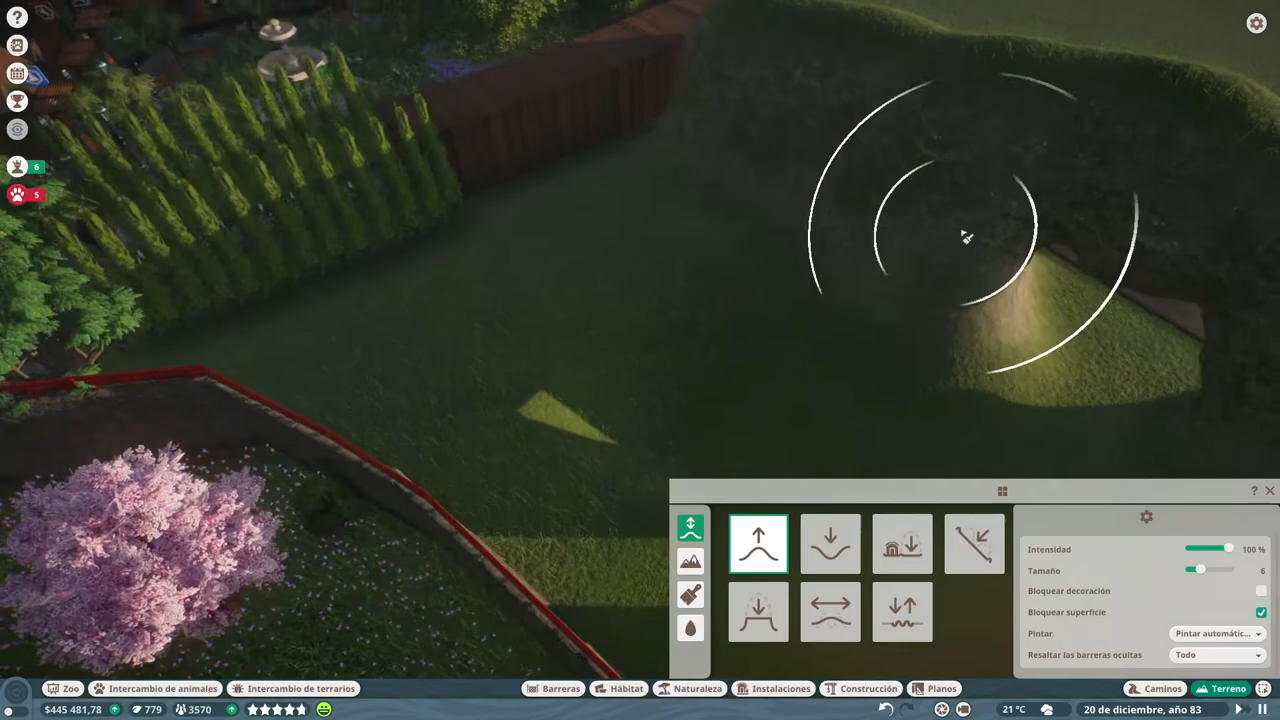 6
5
?
Intensidad
100 %
Tamaño
6
Bloquear decoración
Bloquear superficie
Pintar
Pintar automátic...
Resaltar las barreras ocultas
Todo
Zoo
Intercambio de animales
Intercambio de terrarios
Barreras
Hábitat
Naturaleza
Instalaciones
Construcción
Planos
Caminos
Terreno
$445 481,78
779
3570
21 °C
20 de diciembre, año 83